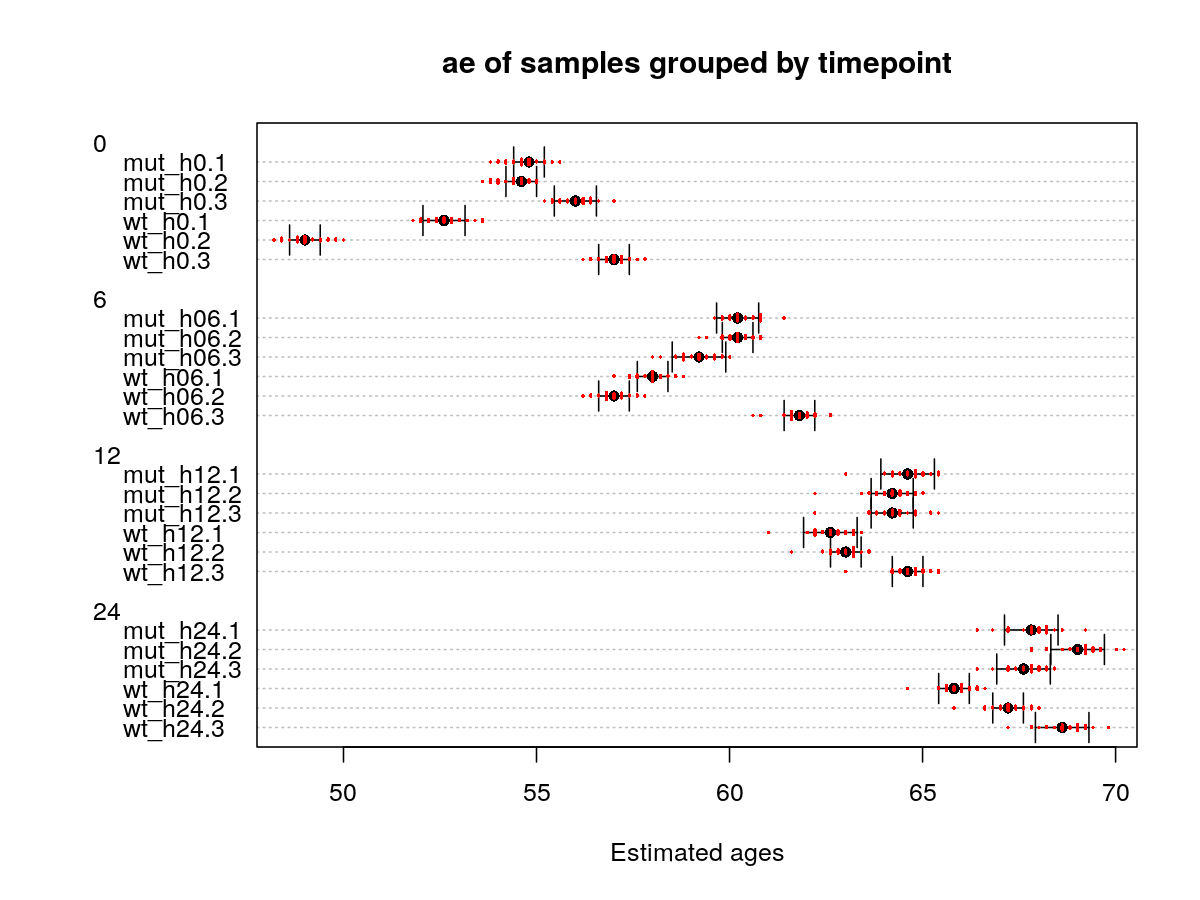 ae of samples grouped by timepoint
0
mut_h0.1
mut_h0.2
mut_h0.3
wt_h0.1
wt_h0.2
wt_h0.3
6
mut_h06.1
mut_h06.2
mut_h06.3
wt_h06.1
wt_h06.2
wt_h06.3
12
mut_h12.1
mut_h12.2
mut_h12.3
wt_h12.1
wt_h12.2
wt_h12.3
24
mut_h24.1
mut_h24.2
mut_h24.3
wt_h24.1
wt_h24.2
wt_h24.3
50 55 60 65 70
Estimated ages